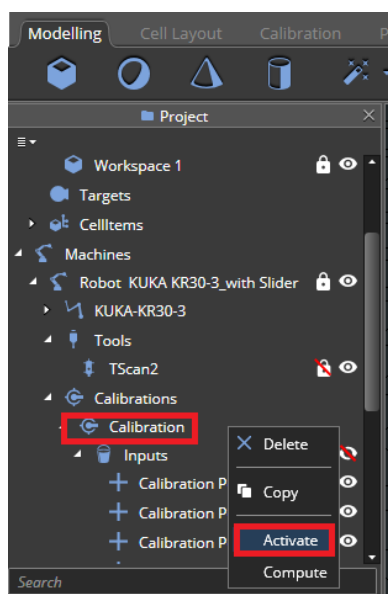 Modelling Cell Layout Calibration P
Project
Workspace 1
Targets
CellItems
Machines
Robot KUKA KR30-3_with Slider
KUKA-KR30-3
Tools
TScan2
Calibrations
Calibration
Inputs
Delete
Calibration P
Copy
Calibration P
Calibration P
Activate
Compute
Search